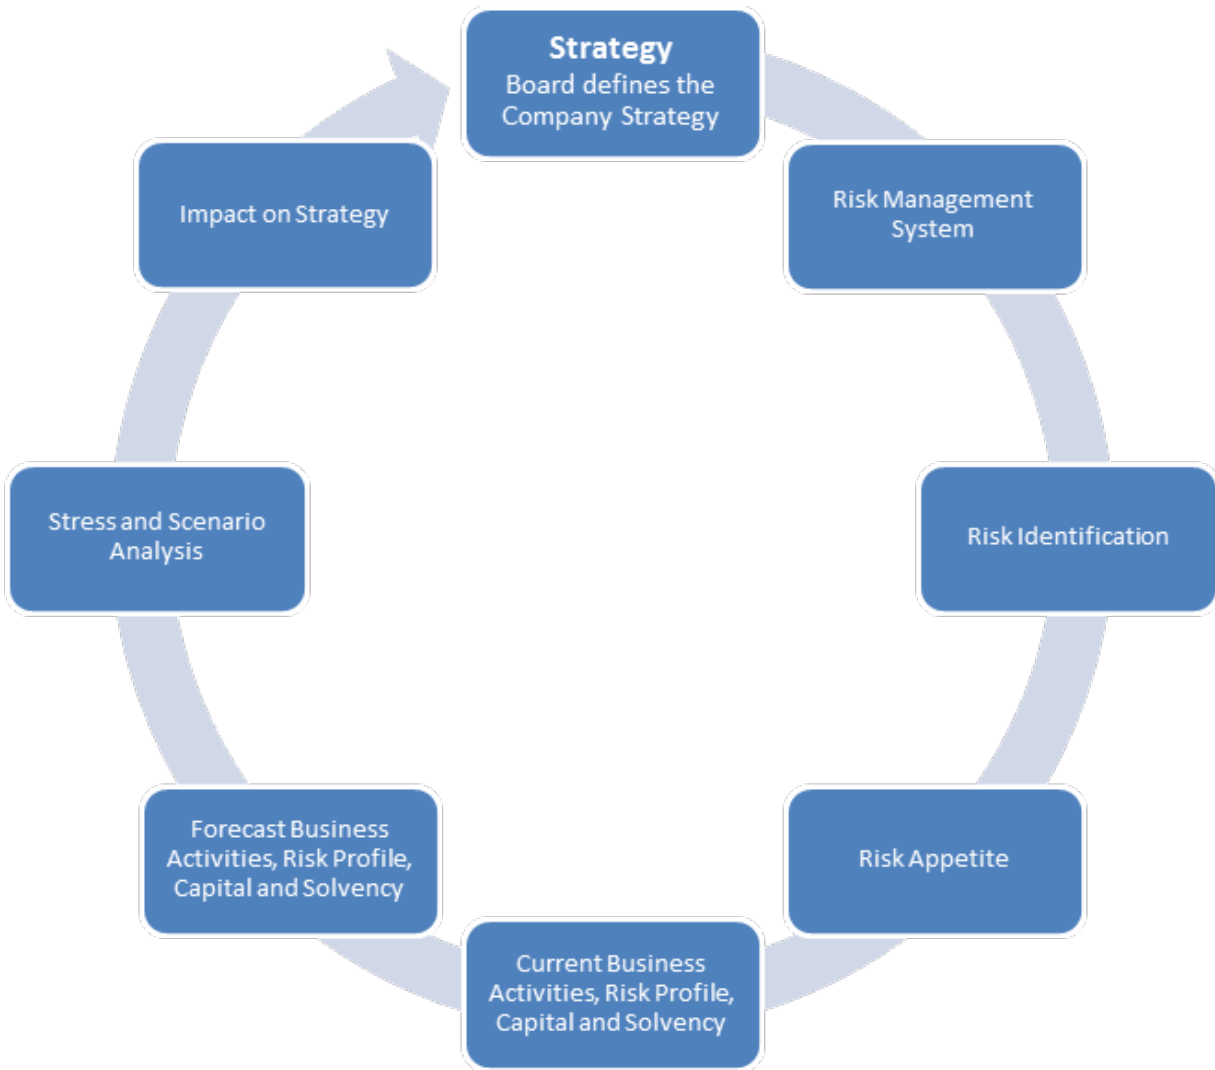 Strategy
Board defines the
Company Strategy
Risk Management
System
Risk Identification
Risk Appetite
Current Business
Activities, Risk Profile,
Capital and Solvency
Forecast Business
Activities, Risk Profile,
Capital and Solvency
Stress and Scenario
Analysis
Impact on Strategy